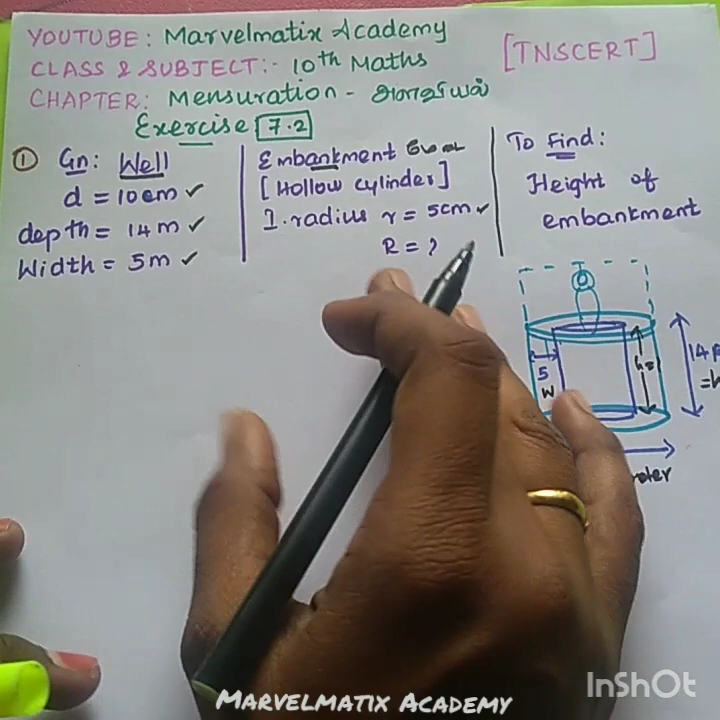 YOUTUBE: Marvelmatix Academy
CLASS & SUBJECT:- 10th Maths
[TNSCERT]
CHAPTER: Mensuration - அளவியல்
Exercise 7.2
① Gn: Well
d = 10cm ✓
depth = 14m ✓
Width = 5m ✓
Embankment
[Hollow cylinder]
I. radius r = 5cm ✓
R = ?
To Find:
Height of
embankment
5
W
h=
14
MARVELMATIX ACADEMY
InShOt